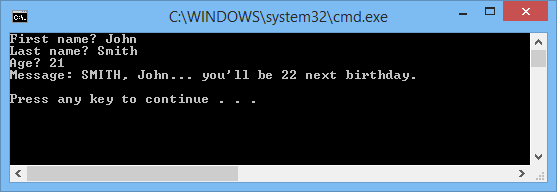 C:\WINDOWS\system32\cmd.exe
First name? John
Last name? Smith
Age? 21
Message: SMITH, John... you'll be 22 next birthday.
Press any key to continue . . .